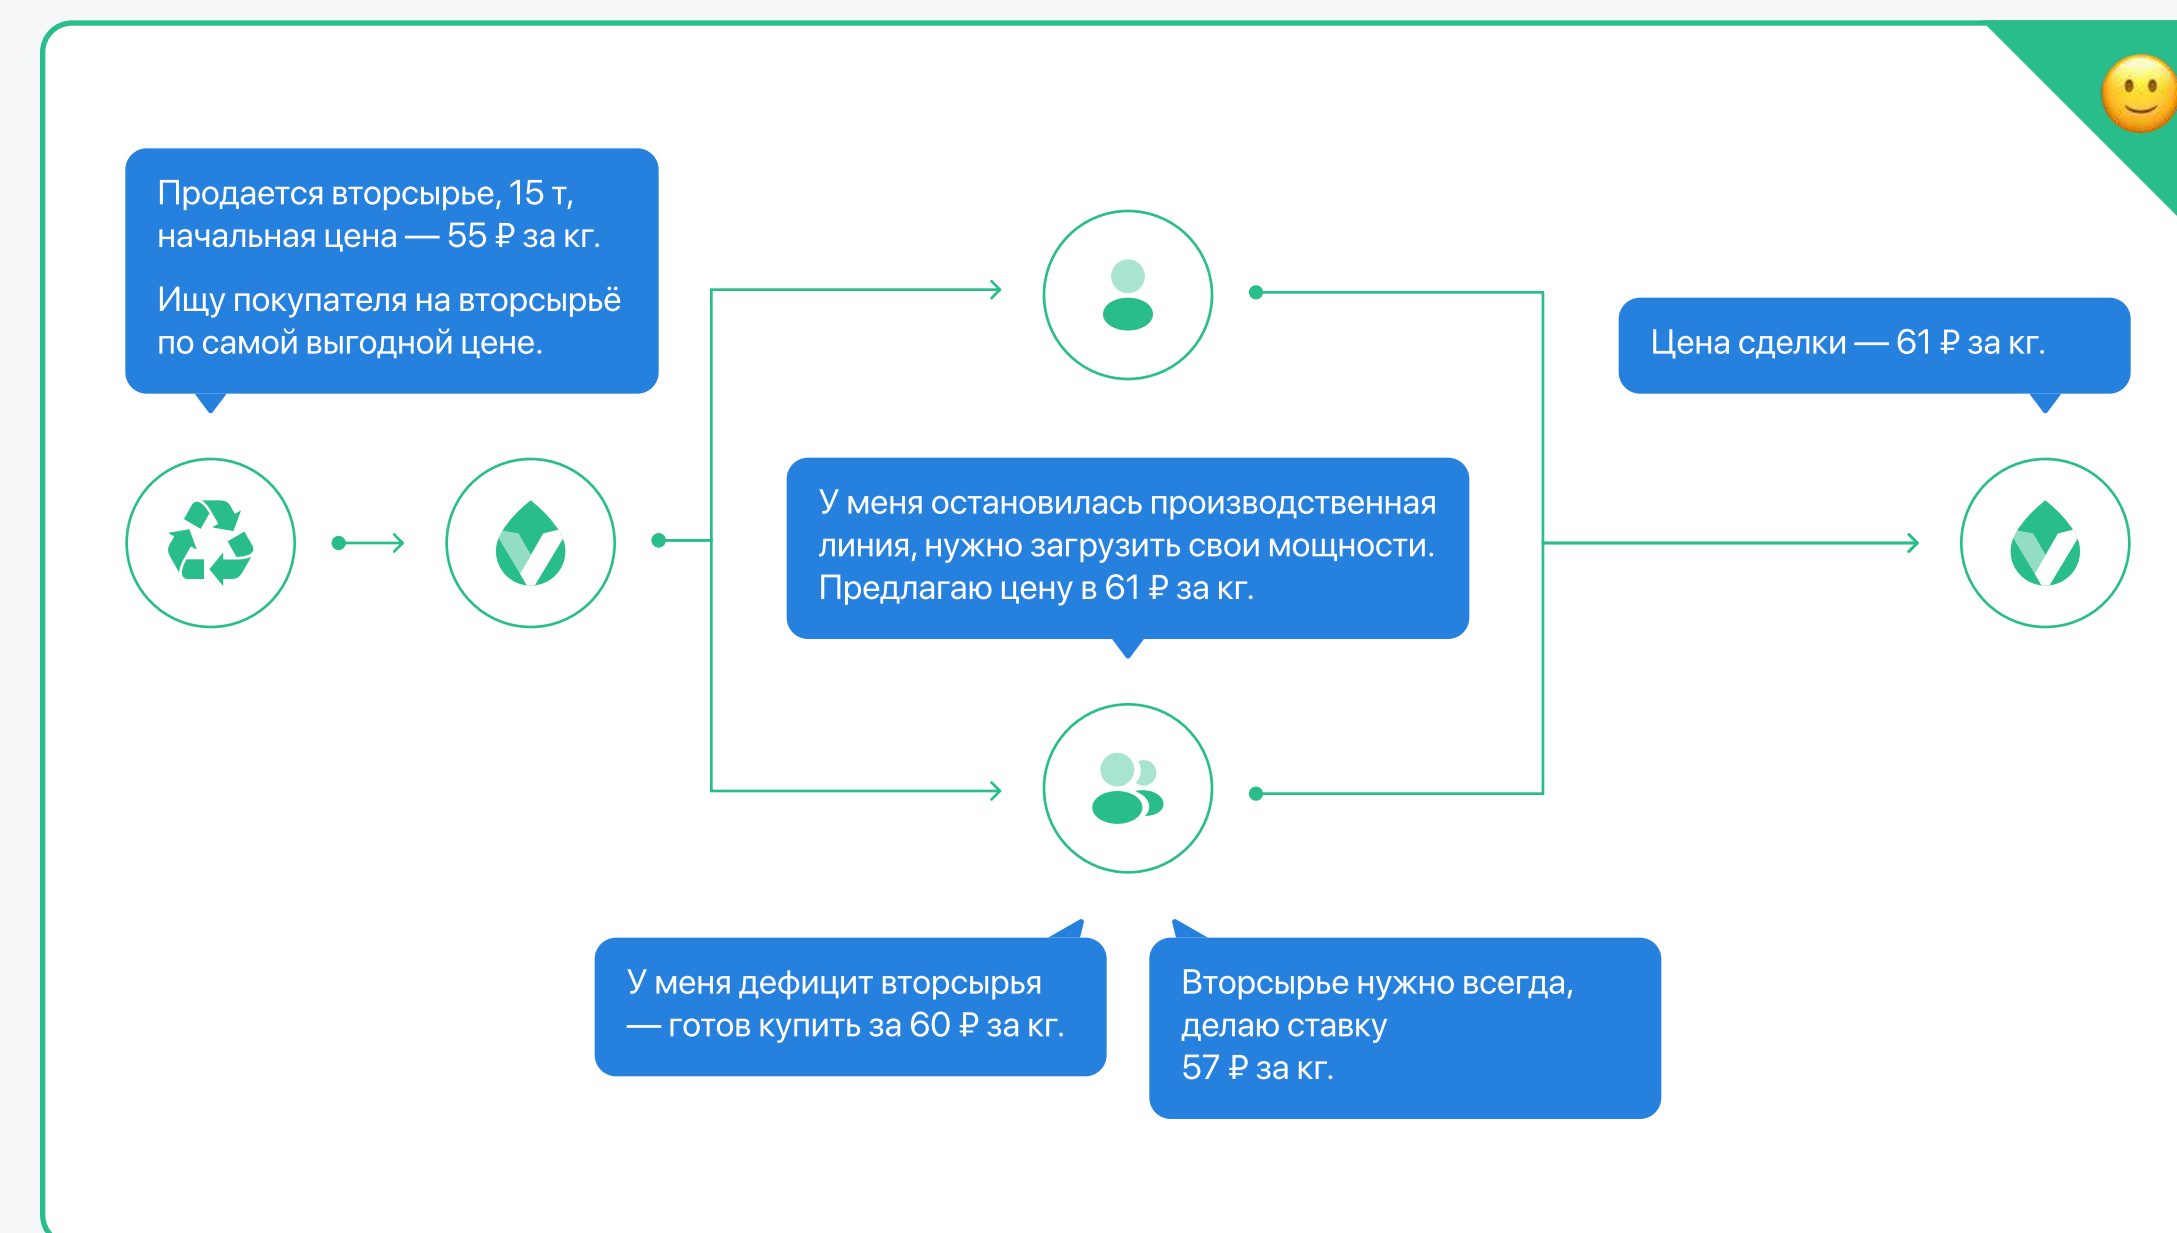 Продается вторсырье, 15 т,
начальная цена — 55 ₽ за кг.
Ищу покупателя на вторсырьё
по самой выгодной цене.
Цена сделки — 61 ₽ за кг.
У меня остановилась производственная
линия, нужно загрузить свои мощности.
Предлагаю цену в 61 ₽ за кг.
У меня дефицит вторсырья
— готов купить за 60 ₽ за кг.
Вторсырье нужно всегда,
делаю ставку
57 ₽ за кг.